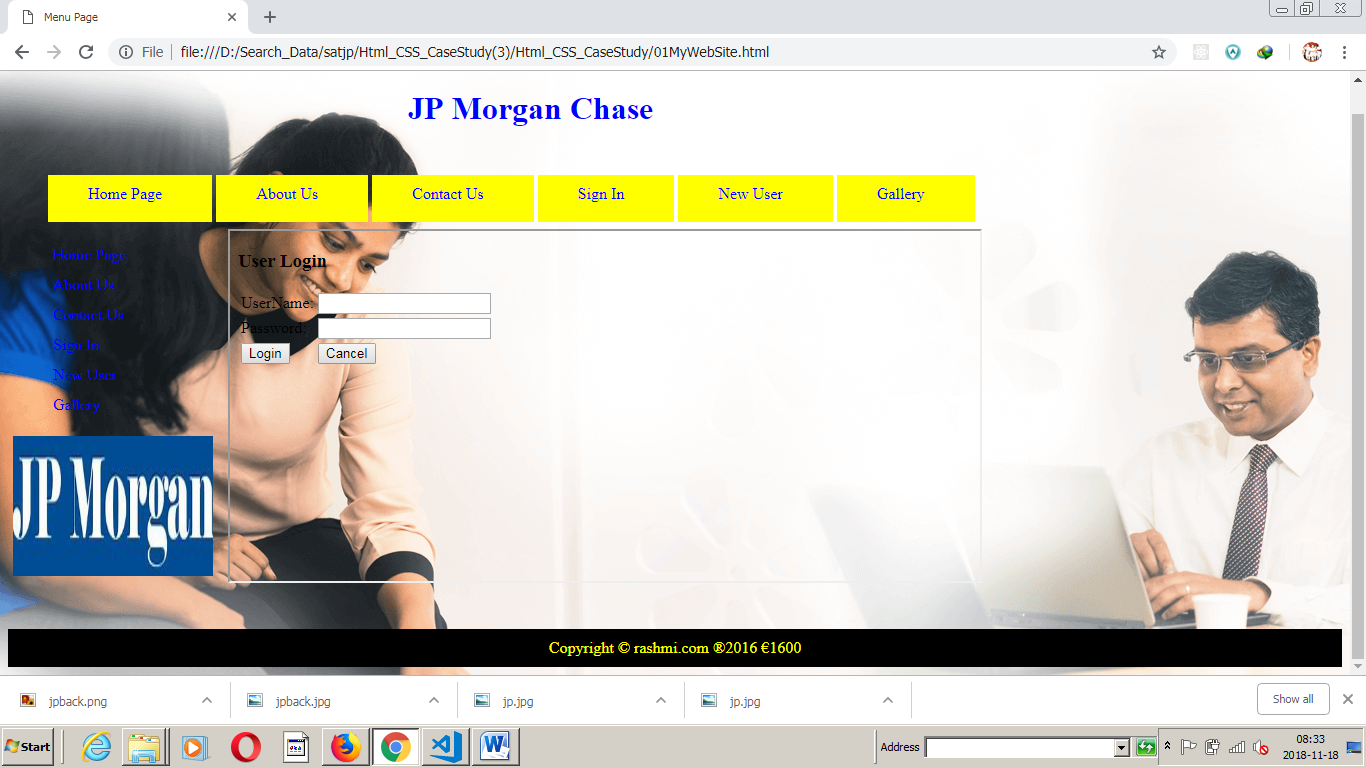 Menu Page
File file:///D:/Search_Data/satjp/Html_CSS_CaseStudy(3)/Html_CSS_CaseStudy/01MyWebSite.html
JP Morgan Chase
Home Page About Us Contact Us Sign In New User Gallery
Home Page
About Us
Contact Us
Sign In
New User
Gallery
JP Morgan
User Login
UserName:
Password:
Login Cancel
Copyright © rashmi.com ®2016 €1600
jpback.png jpback.jpg jp.jpg jp.jpg Show all
Start Address 08:33
2018-11-18